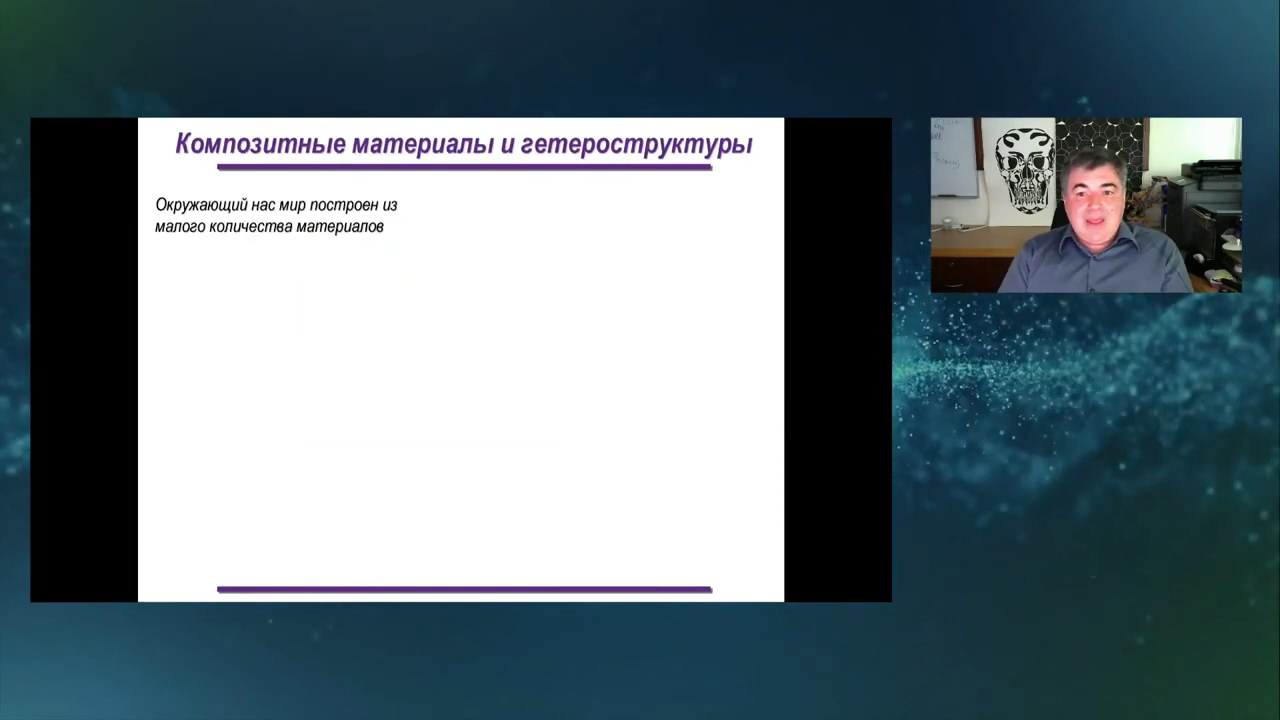 Композитные материалы и гетероструктуры
Окружающий нас мир построен из
малого количества материалов